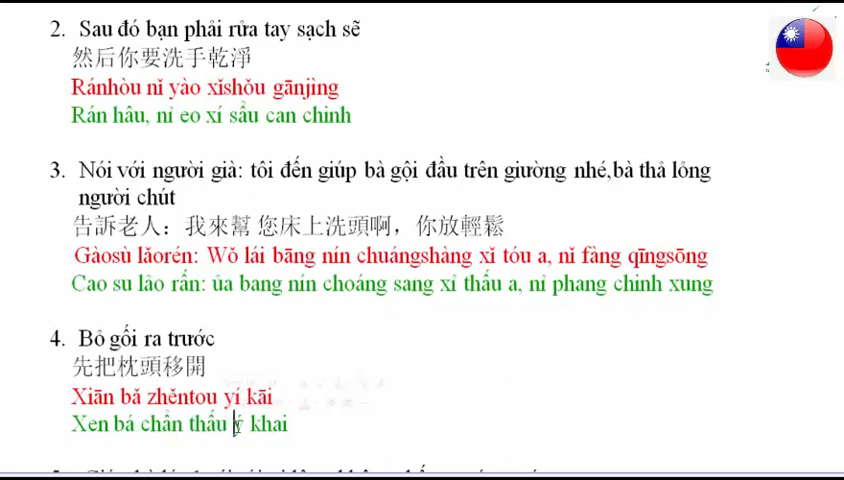 2. Sau đó bạn phải rửa tay sạch sẽ
然后你要洗手乾淨
Ránhòu nǐ yào xǐshǒu gānjìng
Rán hâu, nỉ eo xí sẩu can chinh
3. Nói với người già: tôi đến giúp bà gội đầu trên giường nhé,bà thả lỏng
người chút
告訴老人：我來幫 您床上洗頭啊，你放輕鬆
Gàosù lǎorén: Wǒ lái bāng nín chuángshàng xǐ tóu a, nǐ fàng qīngsōng
Cao su lảo rấn: ủa bang nín choáng sang xỉ thấu a, nỉ phang chinh xung
4. Bỏ gối ra trước
先把枕頭移開
Xiān bǎ zhěntou yí kāi
Xen bá chẩn thấu ý khai